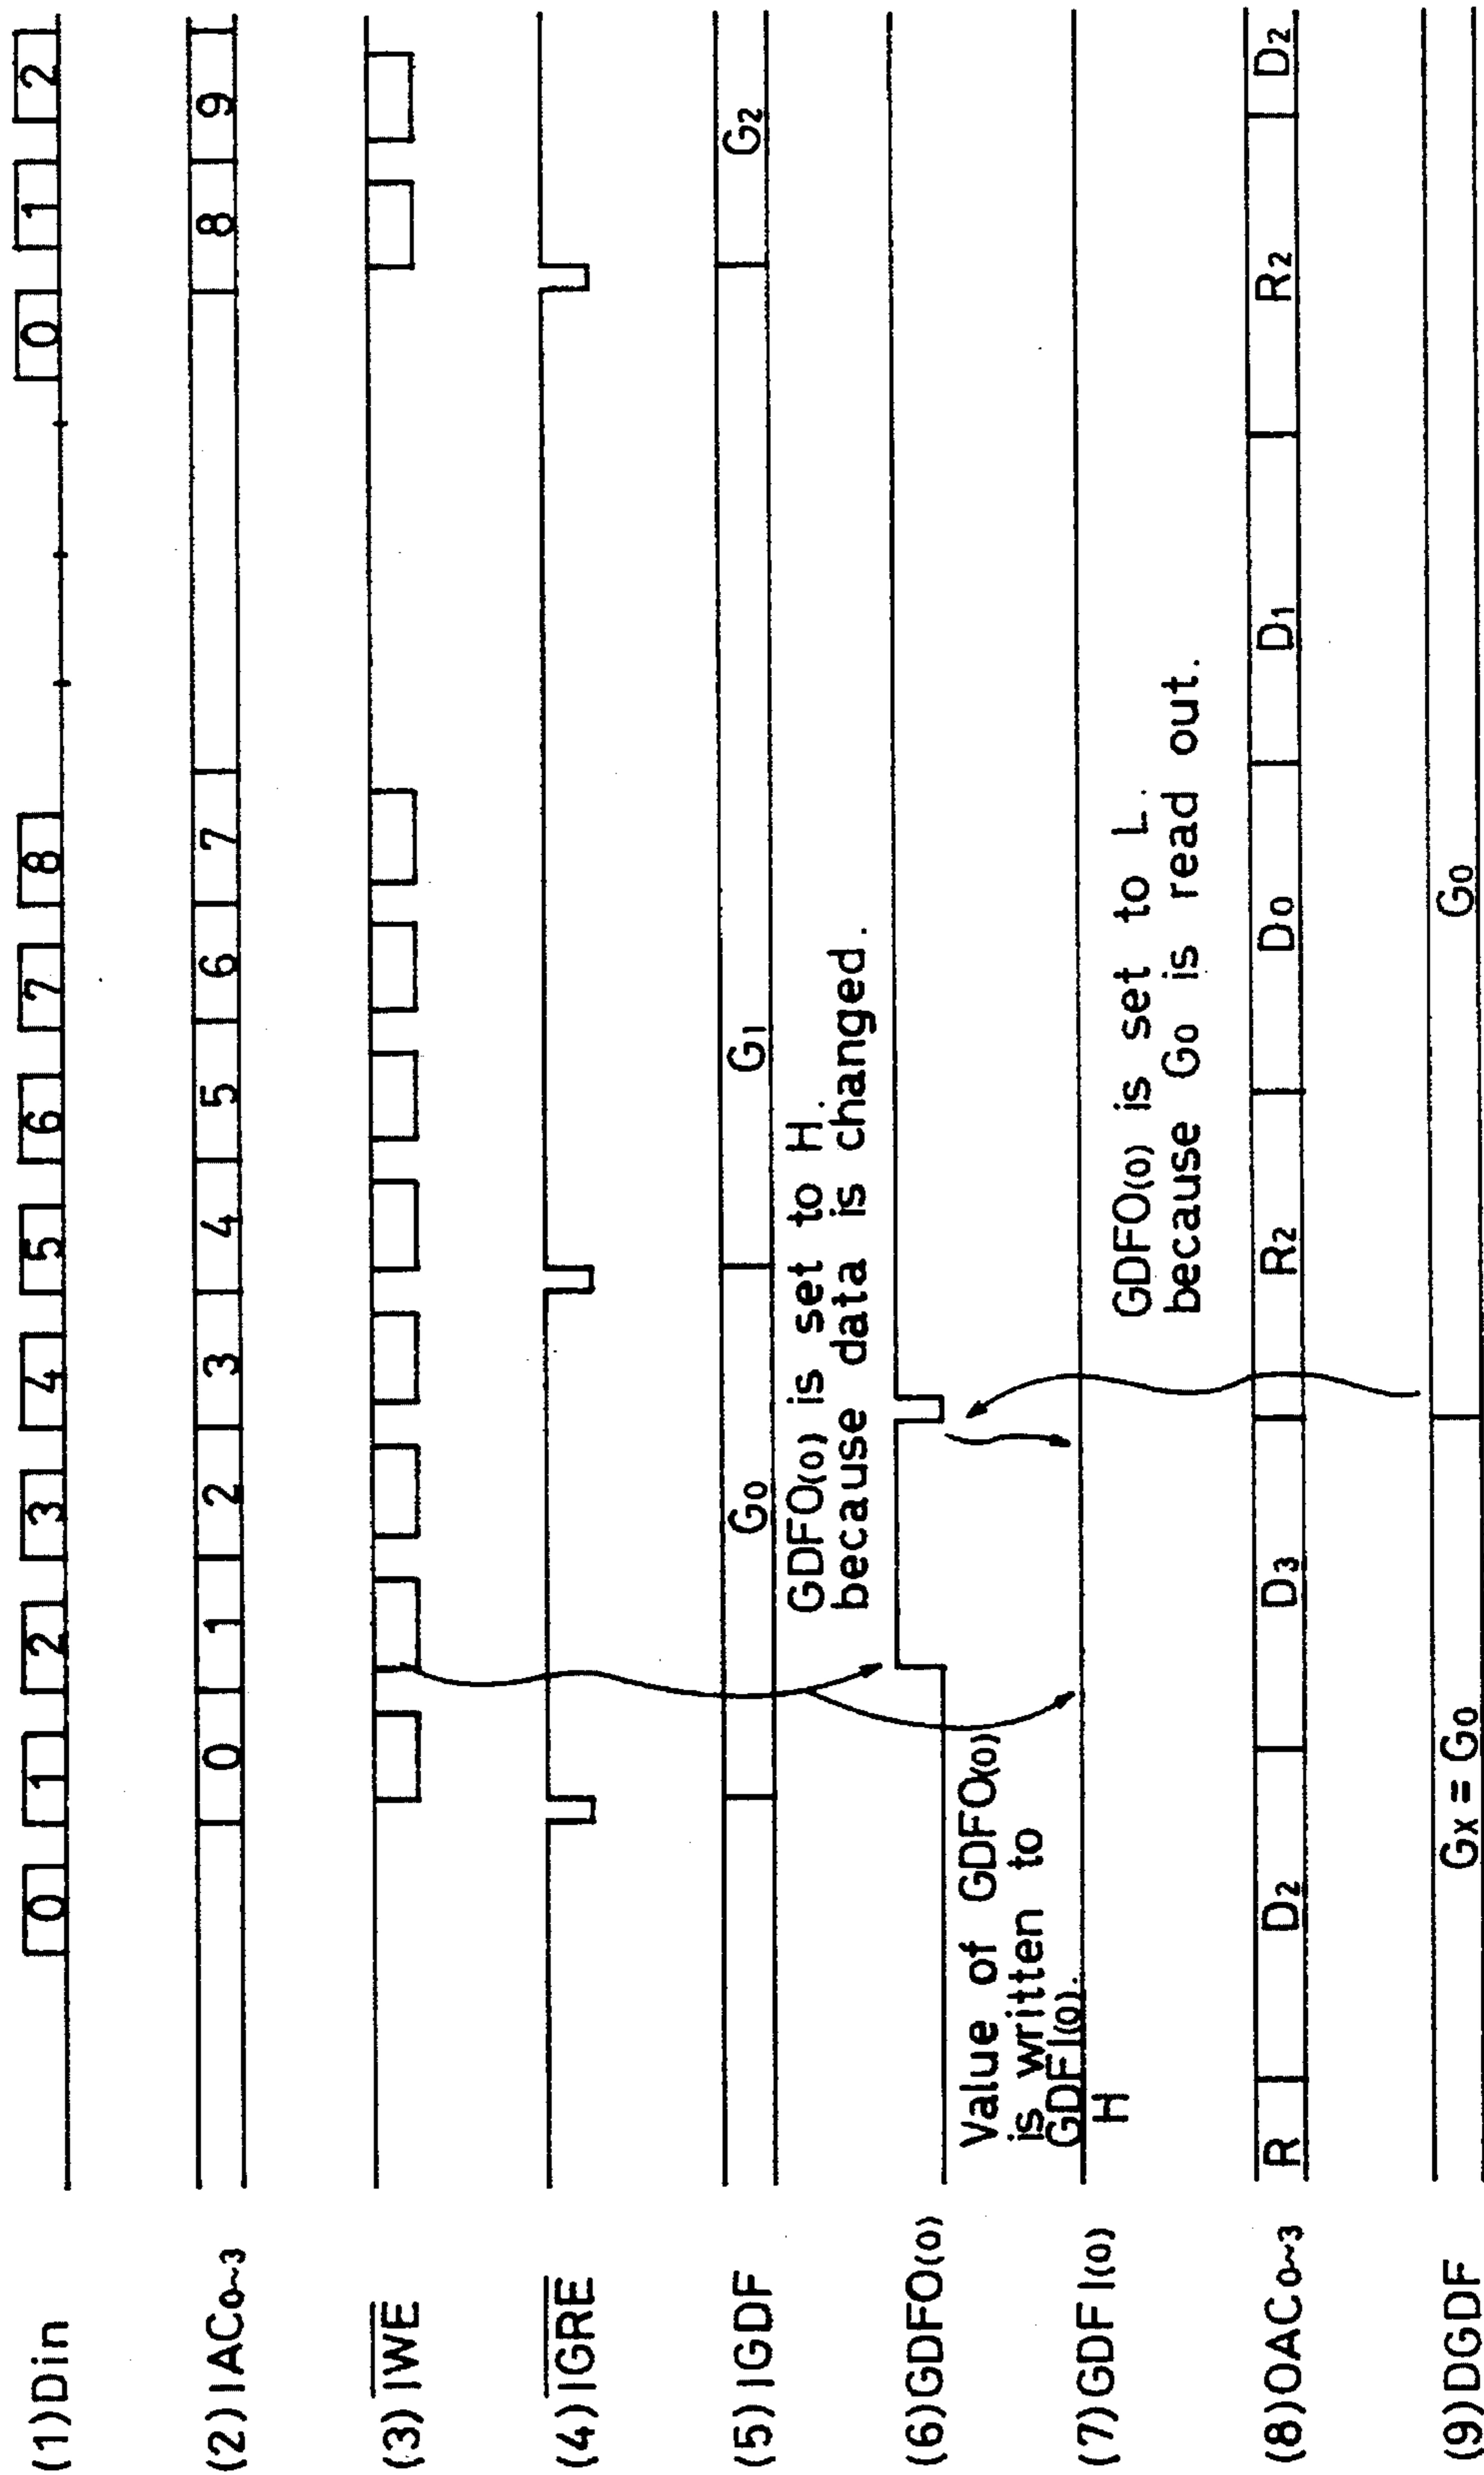 (1) Din 0 1 2 3 4 5 6 7 8 0 1 2
(2) IAC0~3 0 1 2 3 4 5 6 7 8 9
(3) IWE
(4) IGRE
(5) IGDF G0 G1 G2
GDFO(0) is set to H.
because data is changed.
(6) GDFO(0)
Value of GDFO(0)
is written to
GDFI(0).
(7) GDFI(0)
H
GDFO(0) is set to L.
because G0 is read out.
(8) OAC0~3 R D2 D3 R2 D0 D1 R2 D2
(9) DGDF Gx = G0 G0